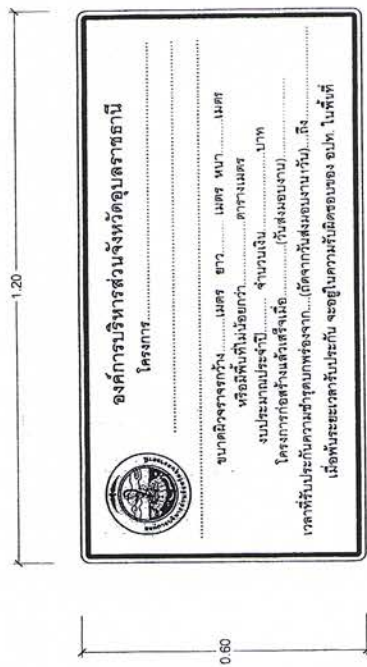 1.20
0.60
องค์การบริหารส่วนจังหวัดอุบลราชธานี
โครงการ....................................
....................................
ขนาดผิวจราจรกว้าง........เมตร ยาว........เมตร หนา........เมตร
หรือมีพื้นที่ไม่น้อยกว่า............ตารางเมตร
งบประมาณประจำปี........ จำนวนเงิน............บาท
โครงการก่อสร้างแล้วเสร็จเมื่อ............(วันส่งมอบงาน)............
เวลาที่รับประกันความชำรุดบกพร่องจาก....(ถัดจากวันส่งมอบงาน1วัน)....ถึง............
เมื่อพ้นระยะเวลารับประกัน จะอยู่ในความรับผิดชอบของ อปท. ในพื้นที่